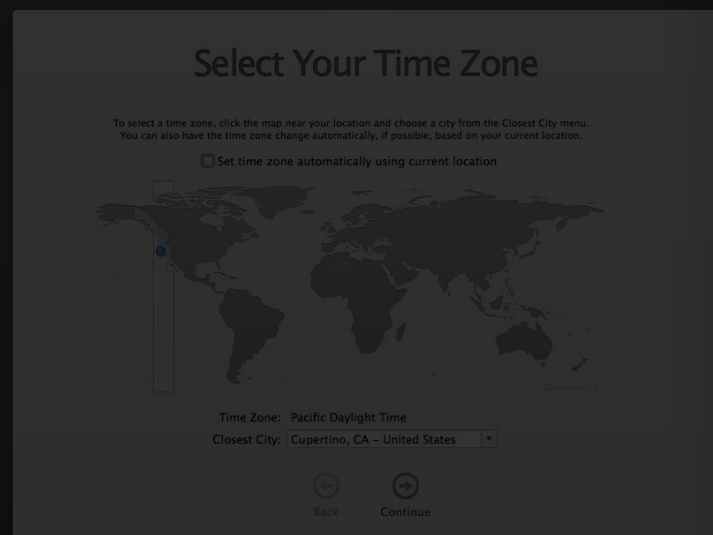 Select Your Time Zone
To select a time zone, click the map near your location and choose a city from the Closest City menu.
You can also have the time zone change automatically, if possible, based on your current location.
Set time zone automatically using current location
Time Zone: Pacific Daylight Time
Closest City: Cupertino, CA – United States
Back
Continue